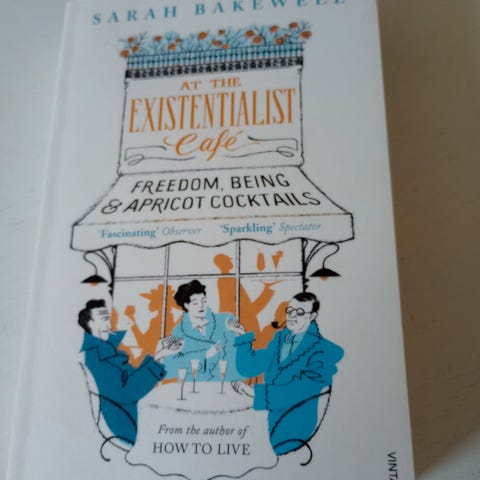 SARAH BAKEWELL
AT THE
EXISTENTIALIST
Café
FREEDOM, BEING
& APRICOT COCKTAILS
'Fascinating' Observer 'Sparkling' Spectator
From the author of
HOW TO LIVE
VINTA